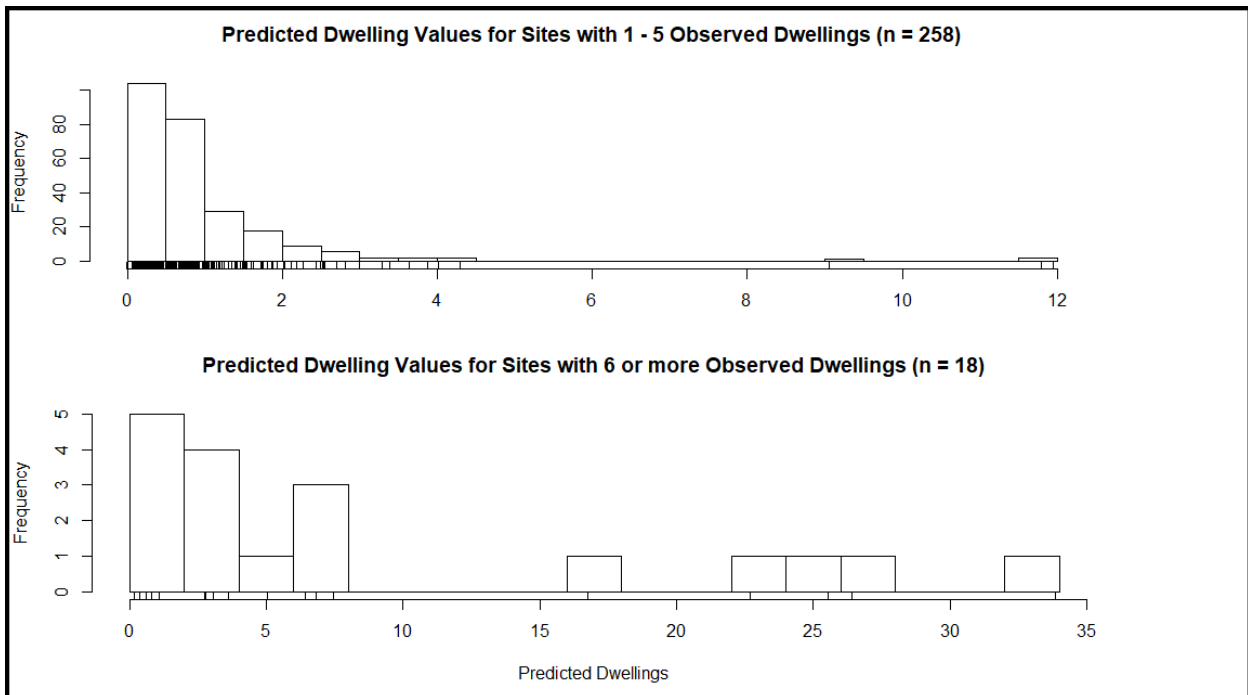 Predicted Dwelling Values for Sites with 1 - 5 Observed Dwellings (n = 258)
Frequency
80
60
40
20
0
0 2 4 6 8 10 12
Predicted Dwelling Values for Sites with 6 or more Observed Dwellings (n = 18)
Frequency
5
4
3
2
1
0
0 5 10 15 20 25 30 35
Predicted Dwellings